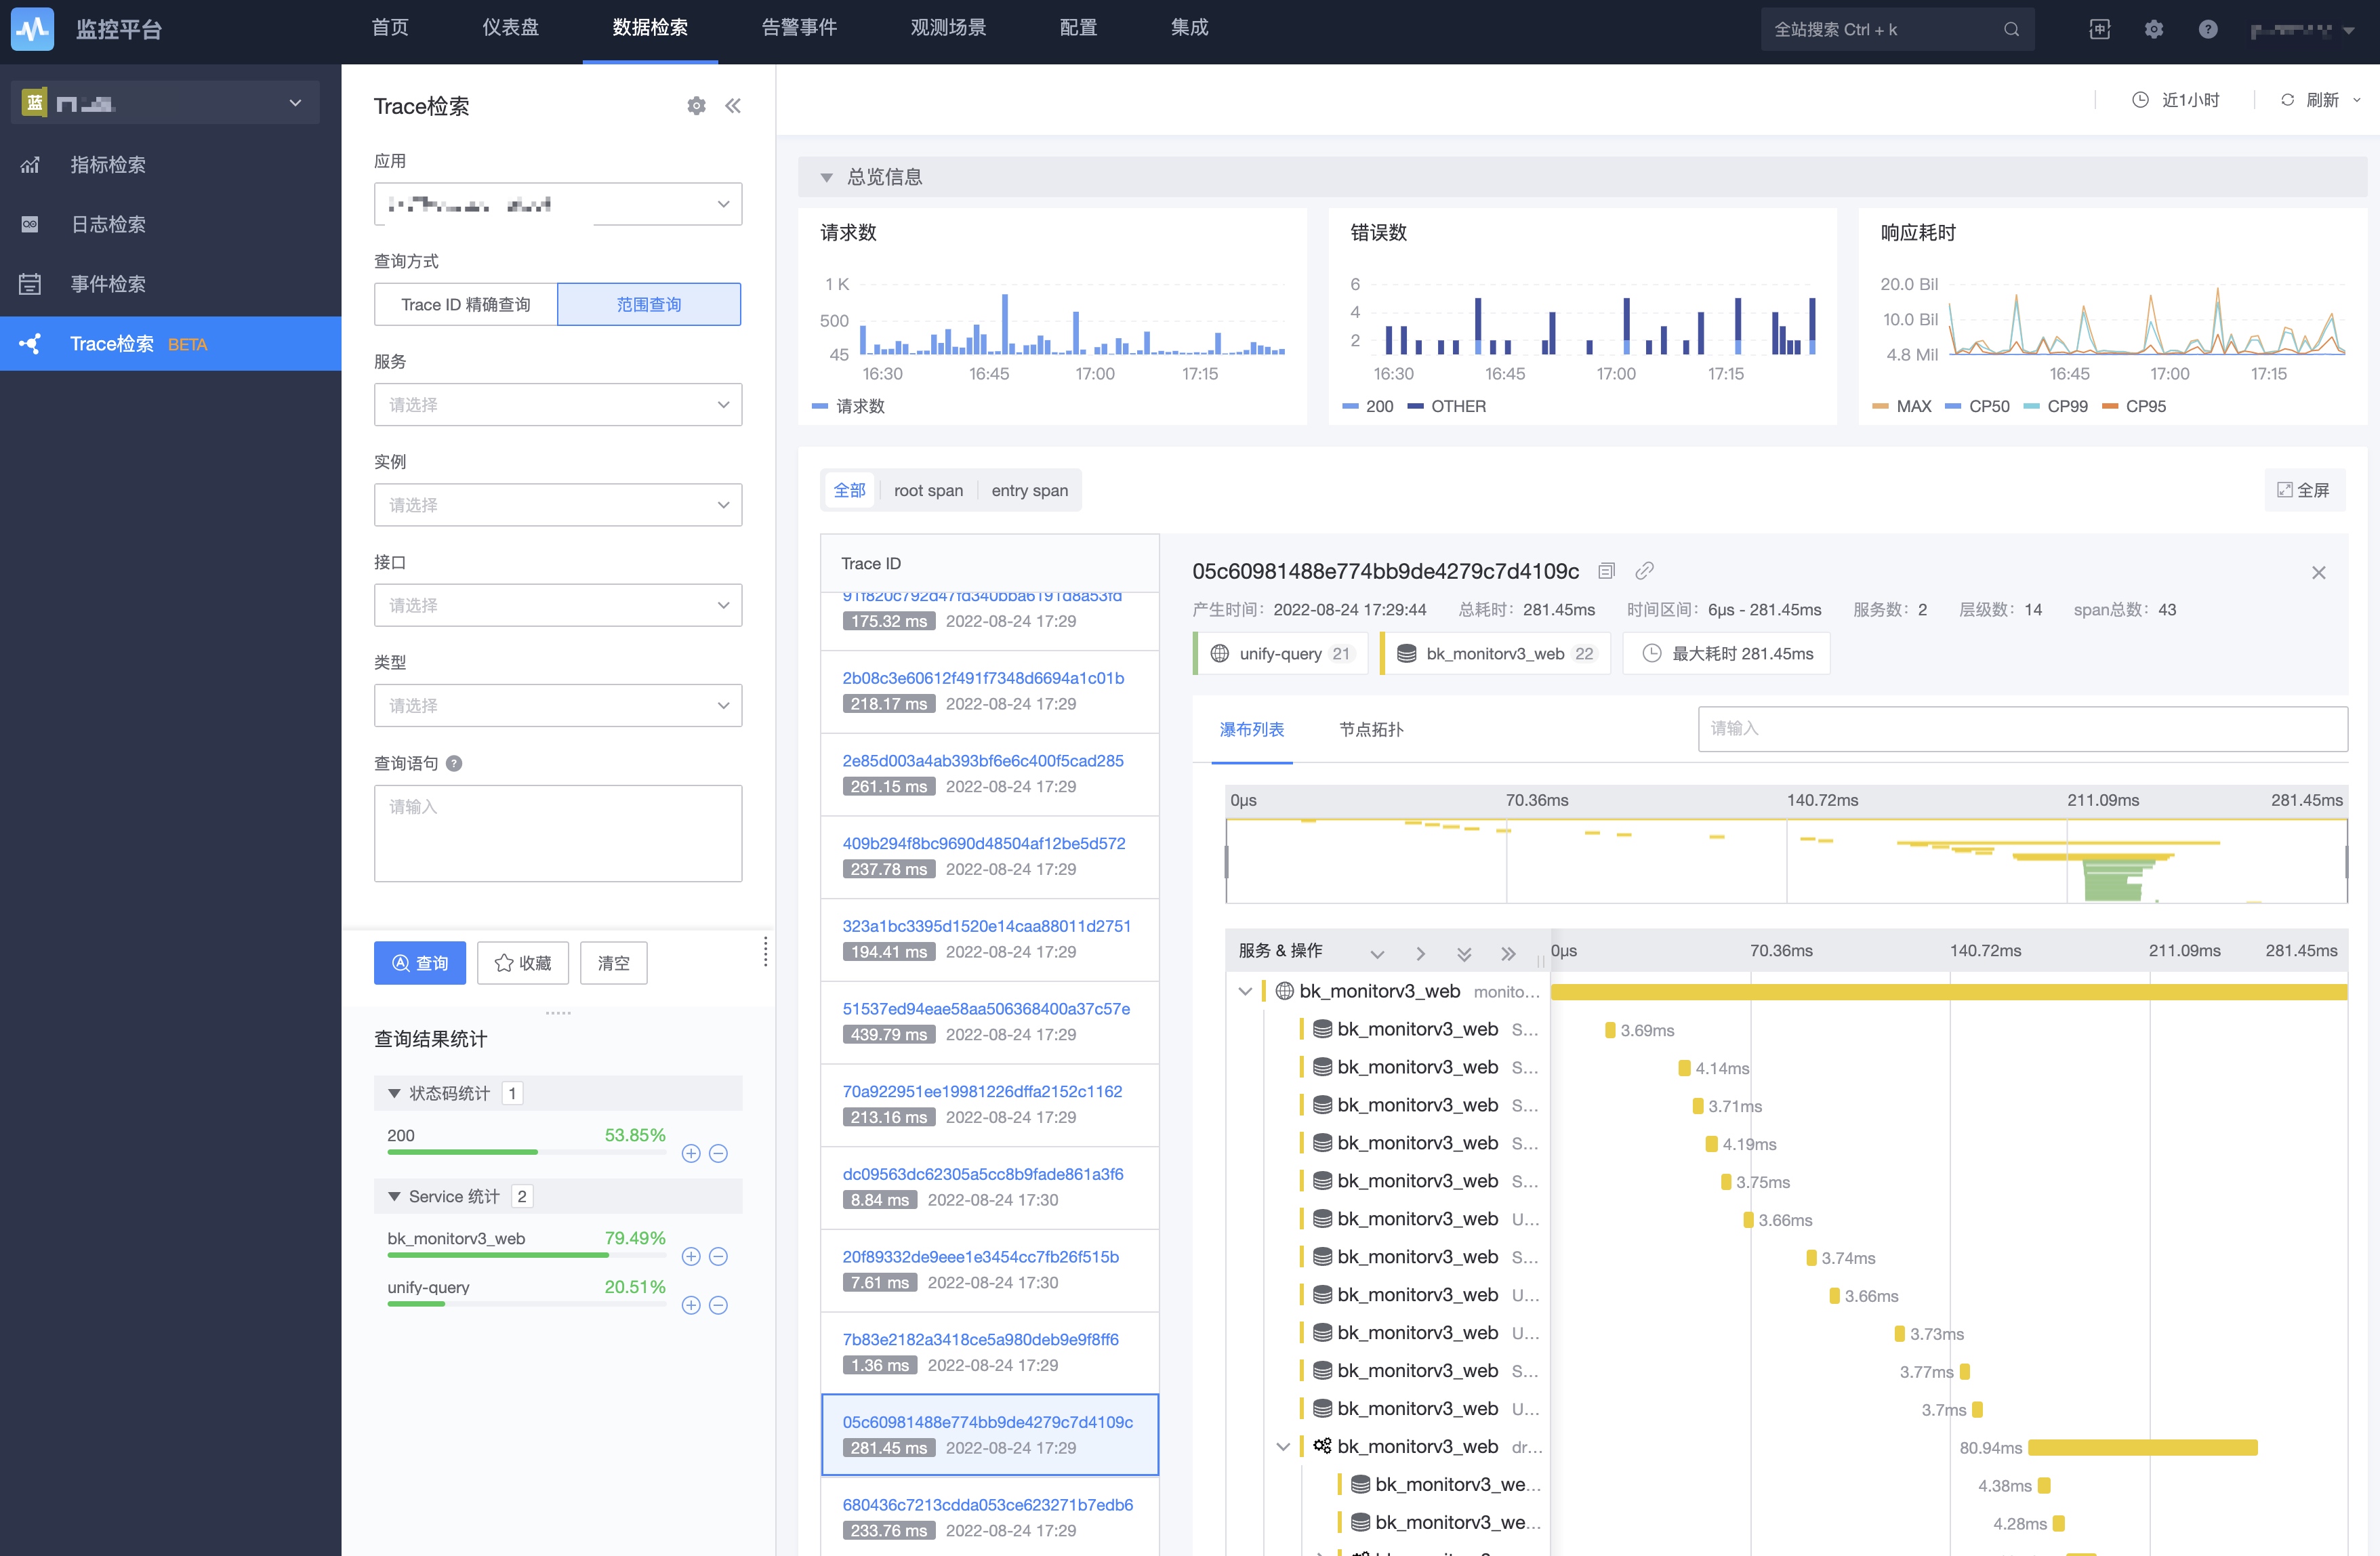 监控平台
首页 仪表盘 数据检索 告警事件 观测场景 配置 集成
全站搜索 Ctrl + k
蓝
指标检索
日志检索
事件检索
Trace检索 BETA
Trace检索
应用
查询方式
Trace ID 精确查询 范围查询
服务
请选择
实例
请选择
接口
请选择
类型
请选择
查询语句
请输入
查询 收藏 清空
查询结果统计
状态码统计 1
200 53.85%
Service 统计 2
bk_monitorv3_web 79.49%
unify-query 20.51%
近1小时 刷新
总览信息
请求数
1 K
500
45
16:30 16:45 17:00 17:15
请求数
错误数
6
4
2
16:30 16:45 17:00 17:15
200 OTHER
响应耗时
20.0 Bil
10.0 Bil
4.8 Mil
16:45 17:00 17:15
MAX CP50 CP99 CP95
全部 root span entry span
全屏
Trace ID
91f820c792d47fd340bba6191d8a53fd
175.32 ms 2022-08-24 17:29
2b08c3e60612f491f7348d6694a1c01b
218.17 ms 2022-08-24 17:29
2e85d003a4ab393bf6e6c400f5cad285
261.15 ms 2022-08-24 17:29
409b294f8bc9690d48504af12be5d572
237.78 ms 2022-08-24 17:29
323a1bc3395d1520e14caa88011d2751
194.41 ms 2022-08-24 17:29
51537ed94eae58aa506368400a37c57e
439.79 ms 2022-08-24 17:29
70a922951ee19981226dffa2152c1162
213.16 ms 2022-08-24 17:29
dc09563dc62305a5cc8b9fade861a3f6
8.84 ms 2022-08-24 17:30
20f89332de9eee1e3454cc7fb26f515b
7.61 ms 2022-08-24 17:30
7b83e2182a3418ce5a980deb9e9f8ff6
1.36 ms 2022-08-24 17:29
05c60981488e774bb9de4279c7d4109c
281.45 ms 2022-08-24 17:29
680436c7213cdda053ce623271b7edb6
233.76 ms 2022-08-24 17:29
05c60981488e774bb9de4279c7d4109c
产生时间： 2022-08-24 17:29:44 总耗时： 281.45ms 时间区间： 6μs - 281.45ms 服务数： 2 层级数： 14 span总数： 43
unify-query 21 bk_monitorv3_web 22 最大耗时 281.45ms
瀑布列表 节点拓扑
请输入
0μs 70.36ms 140.72ms 211.09ms 281.45ms
服务 & 操作 0μs 70.36ms 140.72ms 211.09ms 281.45ms
bk_monitorv3_web monito...
bk_monitorv3_web S... 3.69ms
bk_monitorv3_web S... 4.14ms
bk_monitorv3_web S... 3.71ms
bk_monitorv3_web S... 4.19ms
bk_monitorv3_web S... 3.75ms
bk_monitorv3_web U... 3.66ms
bk_monitorv3_web S... 3.74ms
bk_monitorv3_web U... 3.66ms
bk_monitorv3_web U... 3.73ms
bk_monitorv3_web S... 3.77ms
bk_monitorv3_web U... 3.7ms
bk_monitorv3_web dr... 80.94ms
bk_monitorv3_we... 4.38ms
bk_monitorv3_we... 4.28ms